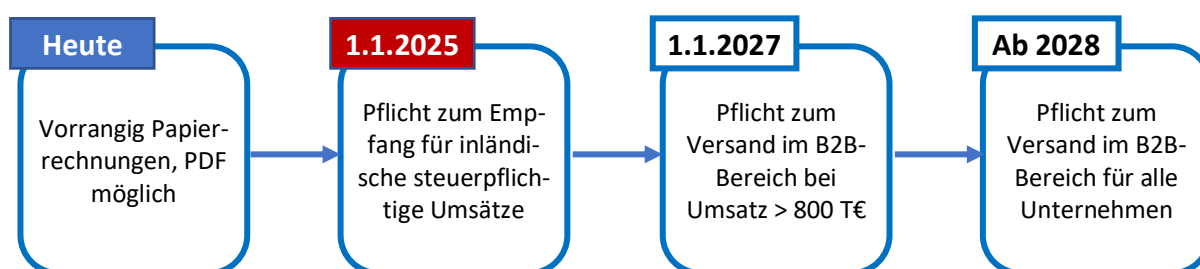 Heute
Vorrangig Papier-
rechnungen, PDF
möglich
1.1.2025
Pflicht zum Emp-
fang für inländi-
sche steuerpflich-
tige Umsätze
1.1.2027
Pflicht zum
Versand im B2B-
Bereich bei
Umsatz > 800 T€
Ab 2028
Pflicht zum
Versand im B2B-
Bereich für alle
Unternehmen